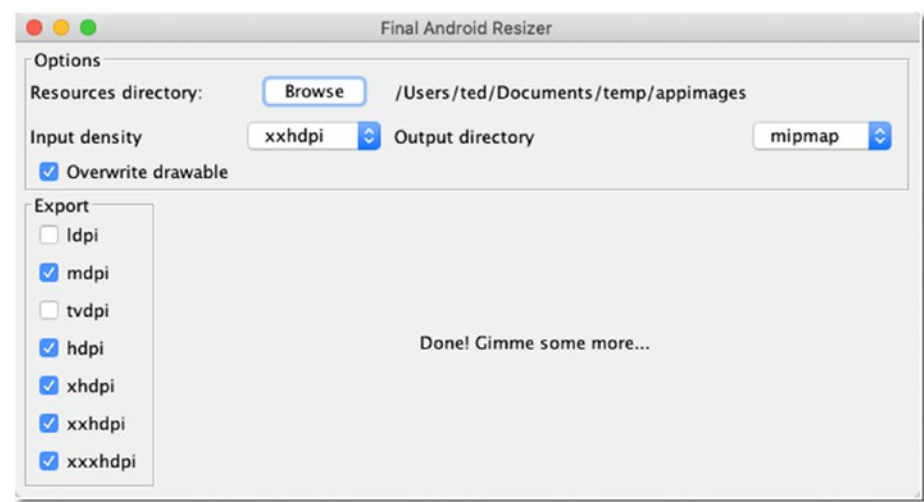 Final Android Resizer
Options
Resources directory: Browse /Users/ted/Documents/temp/appimages
Input density xxhdpi Output directory mipmap
Overwrite drawable
Export
ldpi
mdpi
tvdpi
hdpi
xhdpi
xxhdpi
xxxhdpi
Done! Gimme some more...